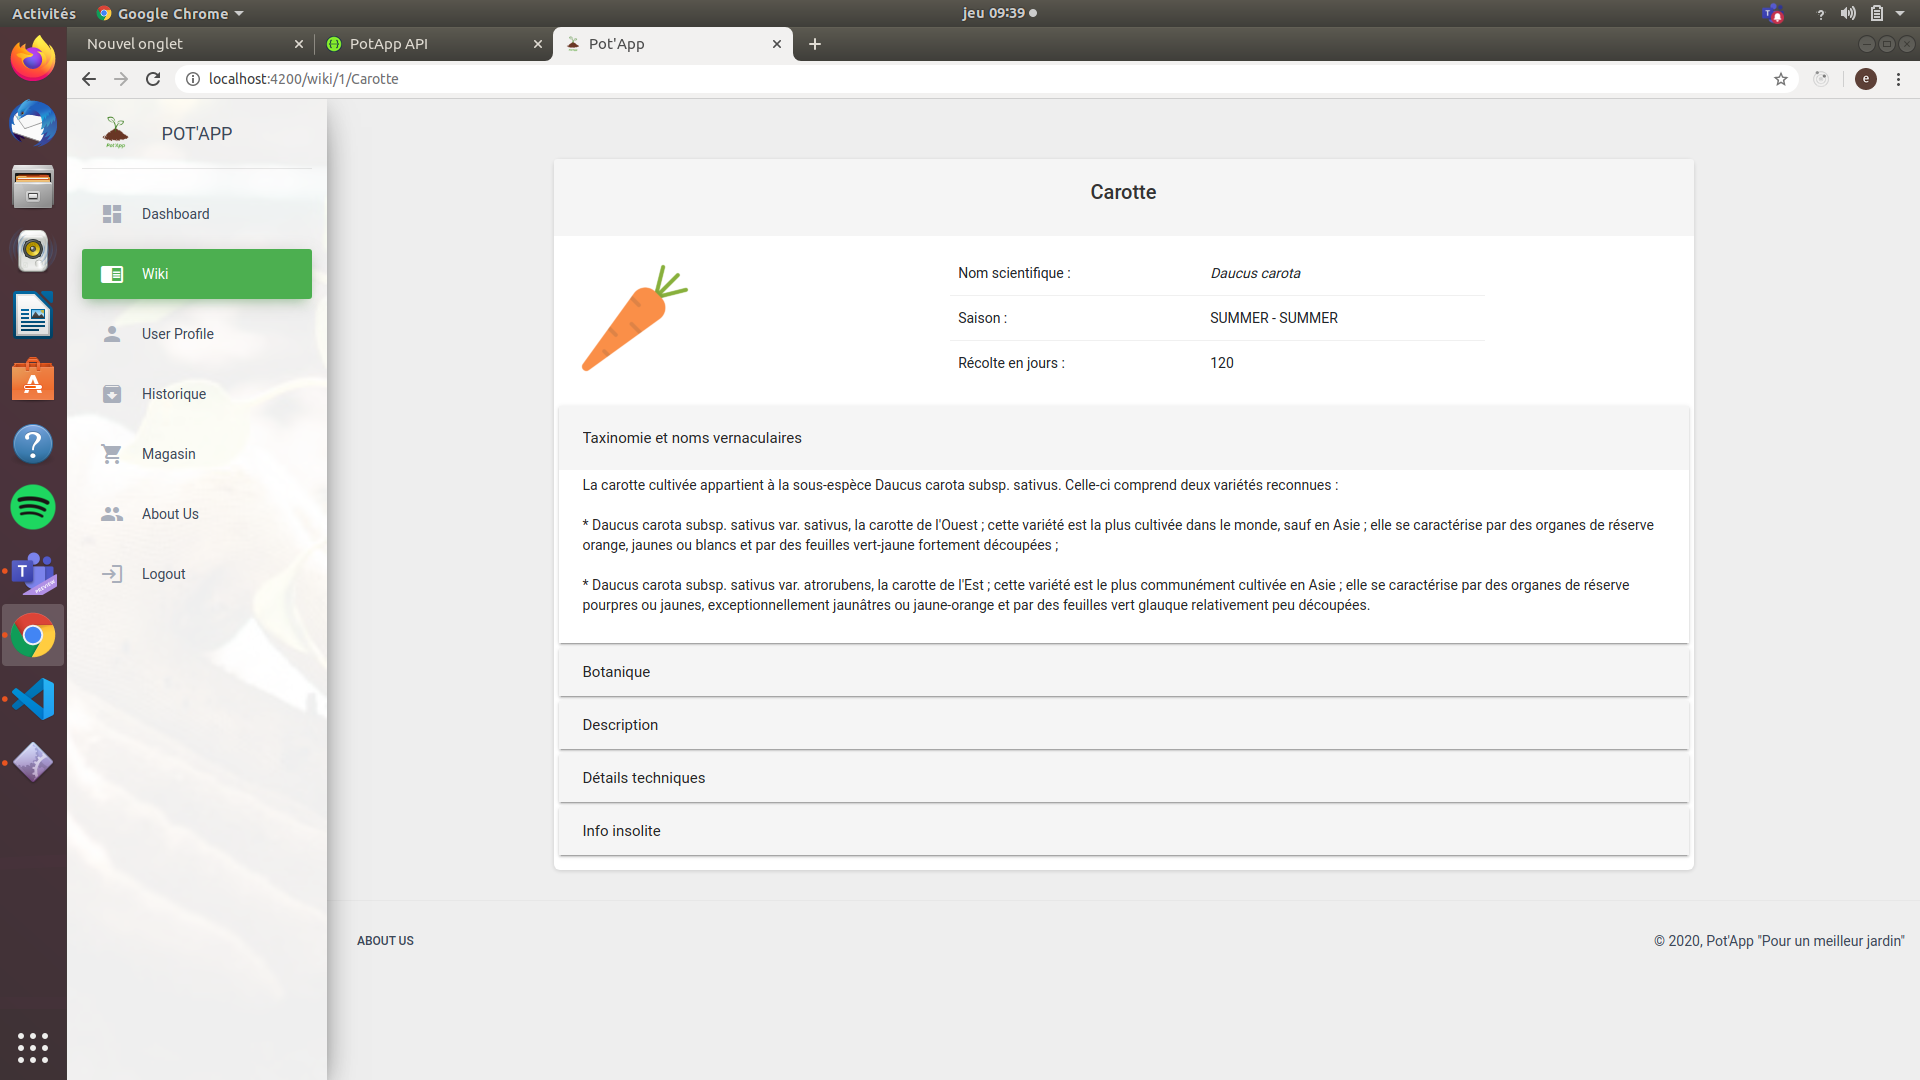 Activités
Google Chrome
jeu 09:39
Nouvel onglet
PotApp API
Pot'App
localhost:4200/wiki/1/Carotte
e
POT'APP
Dashboard
Wiki
User Profile
Historique
Magasin
About Us
Logout
Carotte
Nom scientifique : Daucus carota
Saison : SUMMER - SUMMER
Récolte en jours : 120
Taxinomie et noms vernaculaires
La carotte cultivée appartient à la sous-espèce Daucus carota subsp. sativus. Celle-ci comprend deux variétés reconnues :
* Daucus carota subsp. sativus var. sativus, la carotte de l'Ouest ; cette variété est la plus cultivée dans le monde, sauf en Asie ; elle se caractérise par des organes de réserve
orange, jaunes ou blancs et par des feuilles vert-jaune fortement découpées ;
* Daucus carota subsp. sativus var. atrorubens, la carotte de l'Est ; cette variété est le plus communément cultivée en Asie ; elle se caractérise par des organes de réserve
pourpres ou jaunes, exceptionnellement jaunâtres ou jaune-orange et par des feuilles vert glauque relativement peu découpées.
Botanique
Description
Détails techniques
Info insolite
ABOUT US
© 2020, Pot'App "Pour un meilleur jardin"